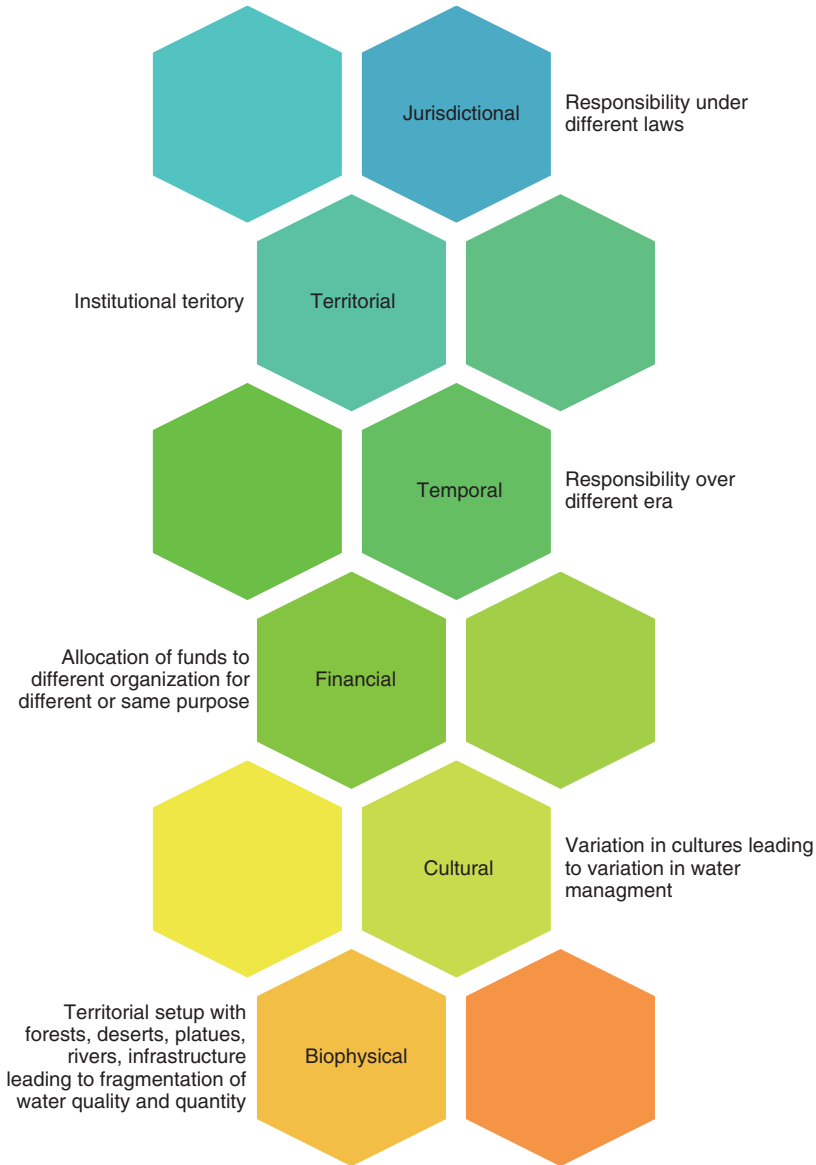 Jurisdictional
Responsibility under
different laws
Institutional teritory
Territorial
Temporal
Responsibility over
different era
Allocation of funds to
different organization for
different or same purpose
Financial
Cultural
Variation in cultures leading
to variation in water
managment
Territorial setup with
forests, deserts, platues,
rivers, infrastructure
leading to fragmentation of
water quality and quantity
Biophysical